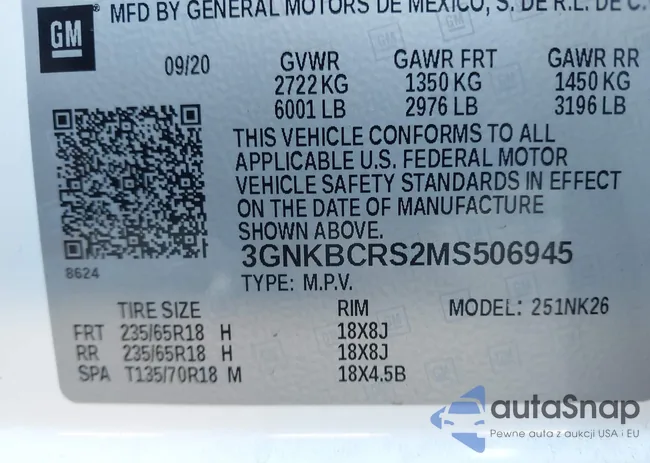 GM
MFD BY GENERAL MOTORS DE MEXICO, S. DE R.L. DE C.
09/20 GVWR GAWR FRT GAWR RR
2722 KG 1350 KG 1450 KG
6001 LB 2976 LB 3196 LB
THIS VEHICLE CONFORMS TO ALL
APPLICABLE U.S. FEDERAL MOTOR
VEHICLE SAFETY STANDARDS IN EFFECT
ON THE DATE OF MANUFACTURE
SHOWN ABOVE.
8624
3GNKBCRS2MS506945
TYPE: M.P.V.
TIRE SIZE RIM MODEL: 251NK26
FRT 235/65R18 H 18X8J
RR 235/65R18 H 18X8J
SPA T135/70R18 M 18X4.5B
autaSnap
Pewne auta z aukcji USA i EU